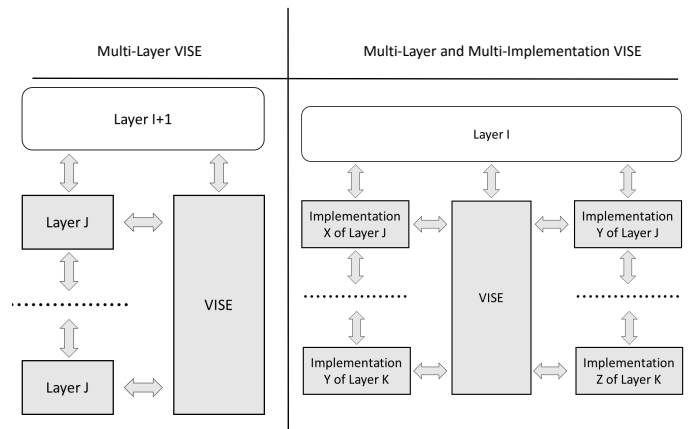 Multi-Layer VISE
Multi-Layer and Multi-Implementation VISE
Layer I+1
Layer J
VISE
Layer J
Layer I
Implementation
X of Layer J
Implementation
Y of Layer J
VISE
Implementation
Y of Layer K
Implementation
Z of Layer K